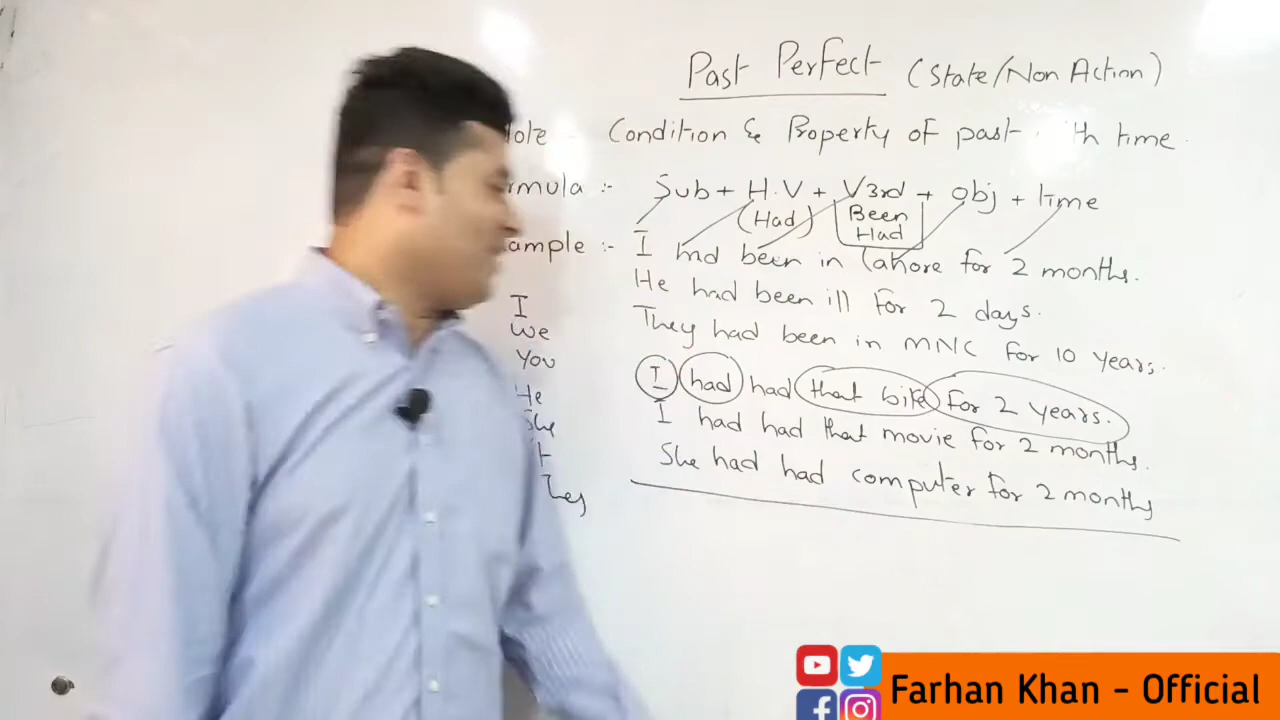 Past Perfect (State/Non Action)
Condition & Property of past time.
:- Sub + H.V + V3rd + obj + time
(Had) Been
Had
:- I had been in Lahore for 2 months.
He had been ill for 2 days.
They had been in MNC for 10 years.
I had had that bike for 2 years.
I had had that movie for 2 months.
She had had computer for 2 months
I
We
You
He
She
They
Farhan Khan - Official